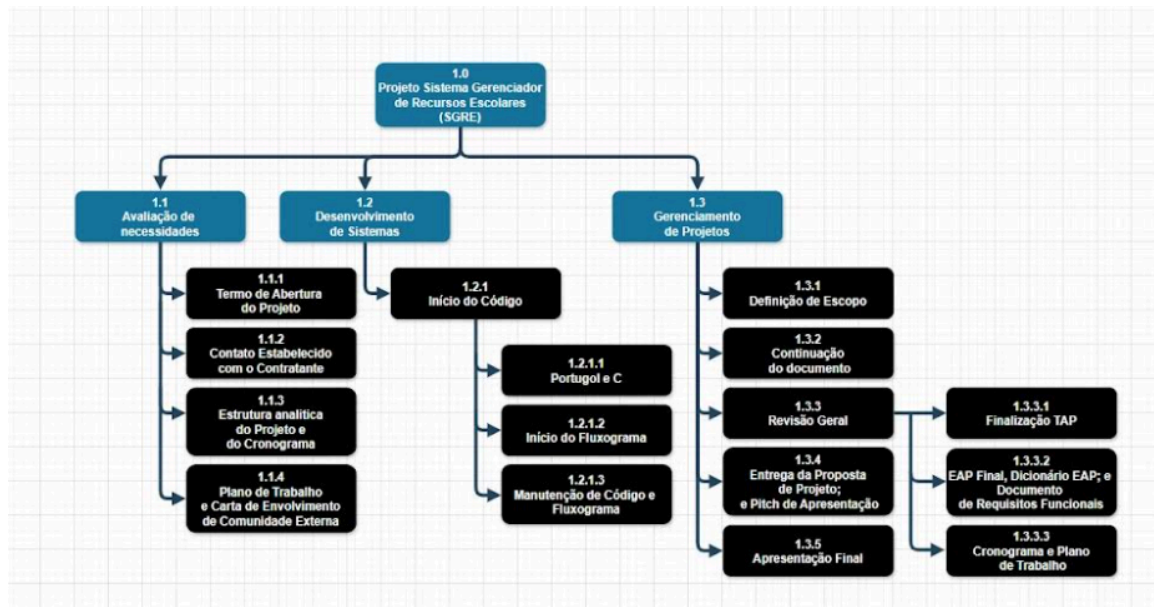 1.0
Projeto Sistema Gerenciador
de Recursos Escolares
(SGRE)
1.1
Avaliação de
necessidades
1.2
Desenvolvimento
de Sistemas
1.3
Gerenciamento
de Projetos
1.1.1
Termo de Abertura
do Projeto
1.1.2
Contato Estabelecido
com o Contratante
1.1.3
Estrutura analítica
do Projeto e
do Cronograma
1.1.4
Plano de Trabalho
e Carta de Envolvimento
de Comunidade Externa
1.2.1
Início do Código
1.2.1.1
Portugol e C
1.2.1.2
Início do Fluxograma
1.2.1.3
Manutenção de Código e
Fluxograma
1.3.1
Definição de Escopo
1.3.2
Continuação
do documento
1.3.3
Revisão Geral
1.3.4
Entrega da Proposta
de Projeto;
e Pitch de Apresentação
1.3.5
Apresentação Final
1.3.3.1
Finalização TAP
1.3.3.2
EAP Final, Dicionário EAP; e
Documento
de Requisitos Funcionais
1.3.3.3
Cronograma e Plano
de Trabalho